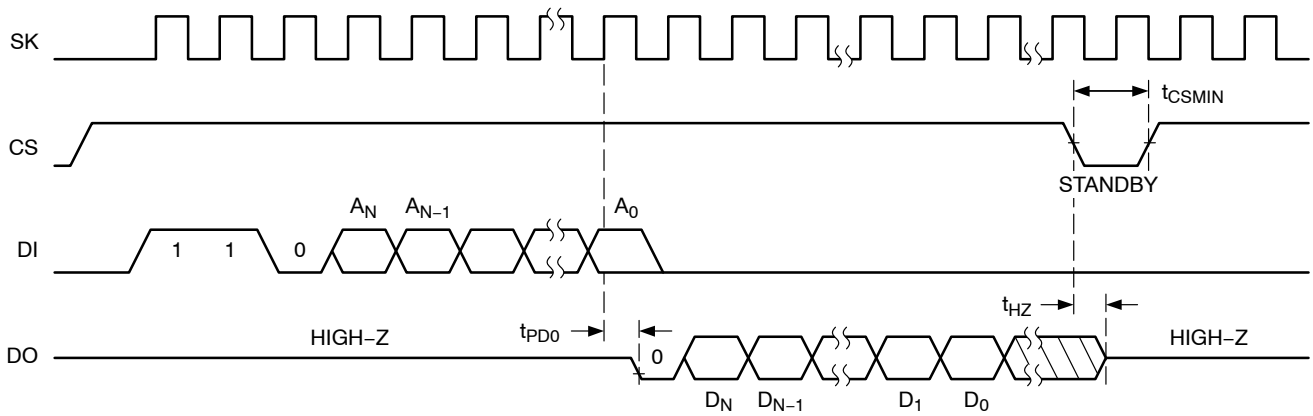 SK
t_CSMIN
CS
STANDBY
A_N A_N−1 A_0
DI 1 1 0
t_HZ
t_PD0
HIGH−Z HIGH−Z
DO 0
D_N D_N−1 D_1 D_0